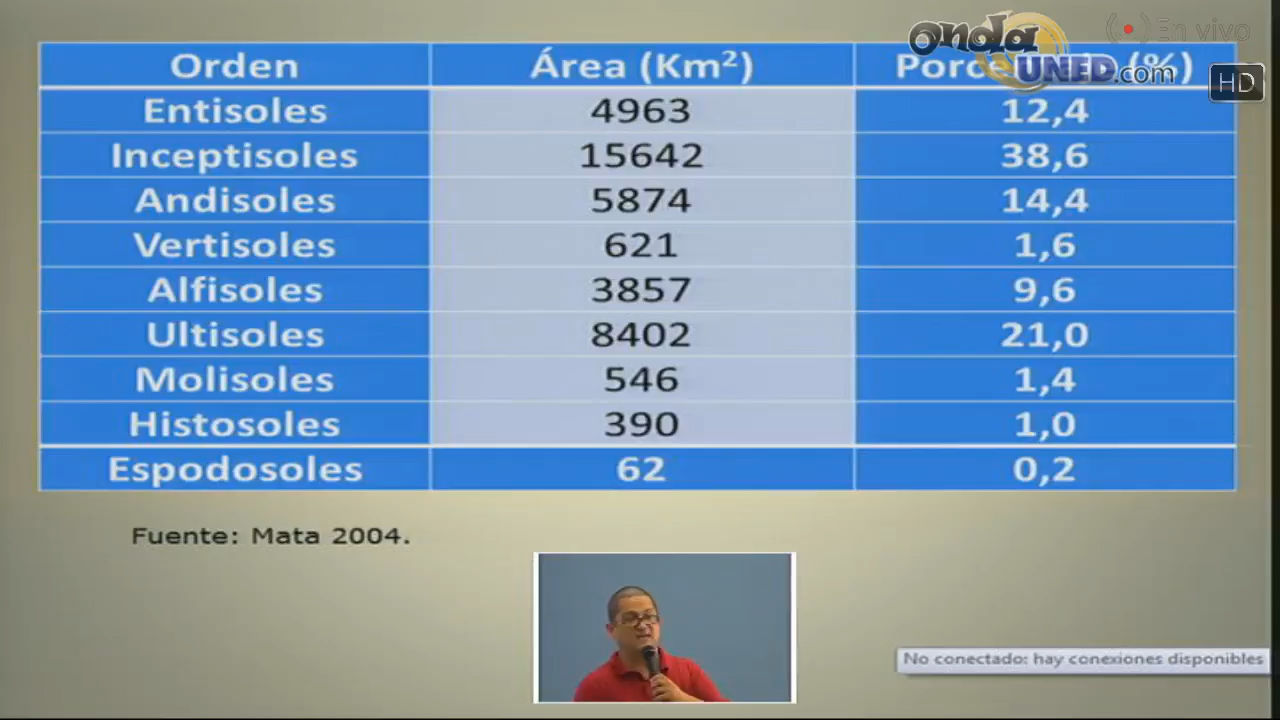 onda
UNED.com
En vivo
HD
Orden Área (Km²) (%)
Entisoles 4963 12,4
Inceptisoles 15642 38,6
Andisoles 5874 14,4
Vertisoles 621 1,6
Alfisoles 3857 9,6
Ultisoles 8402 21,0
Molisoles 546 1,4
Histosoles 390 1,0
Espodosoles 62 0,2
Fuente: Mata 2004.
No conectado: hay conexiones disponibles